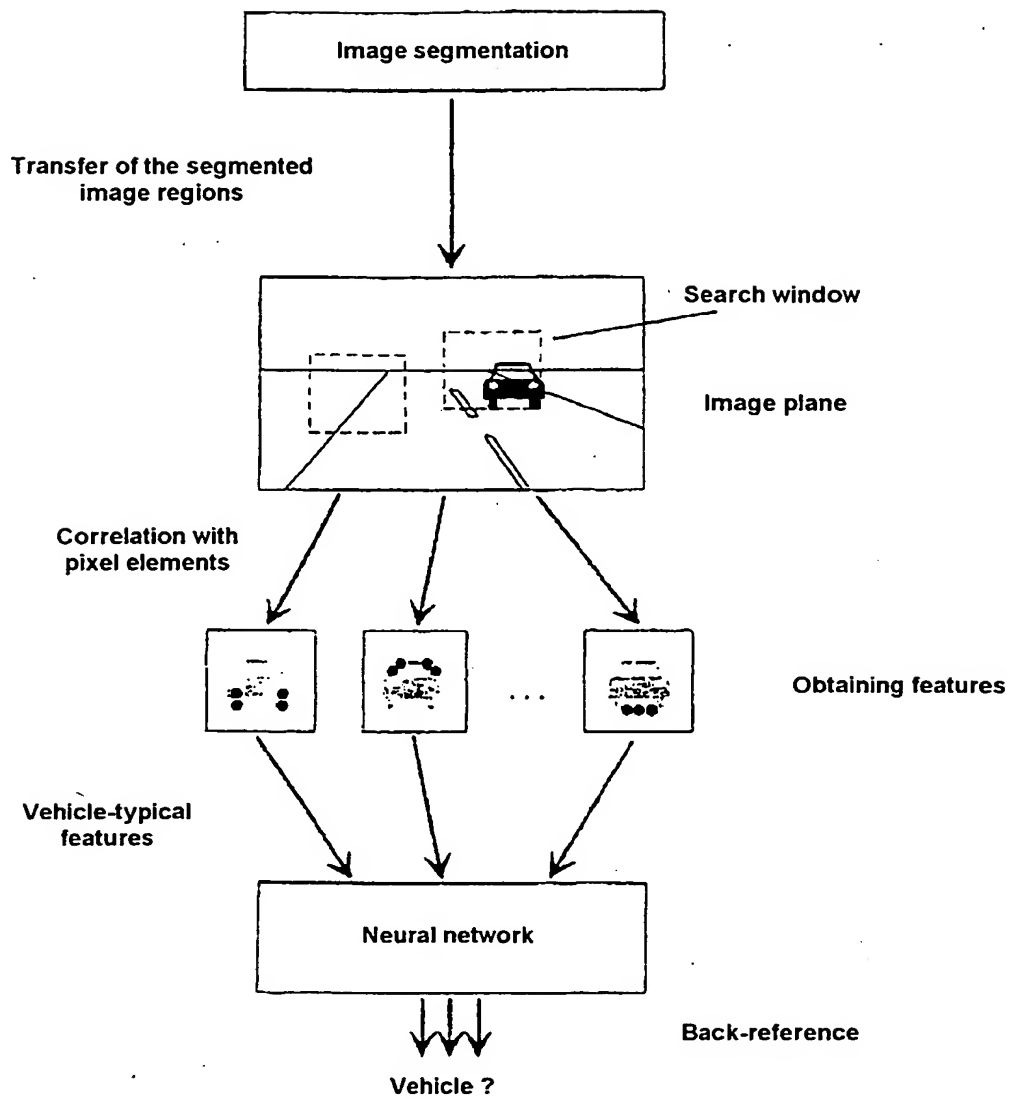 Image segmentation
Transfer of the segmented
image regions
Search window
Image plane
Correlation with
pixel elements
...
Obtaining features
Vehicle-typical
features
Neural network
Back-reference
Vehicle ?